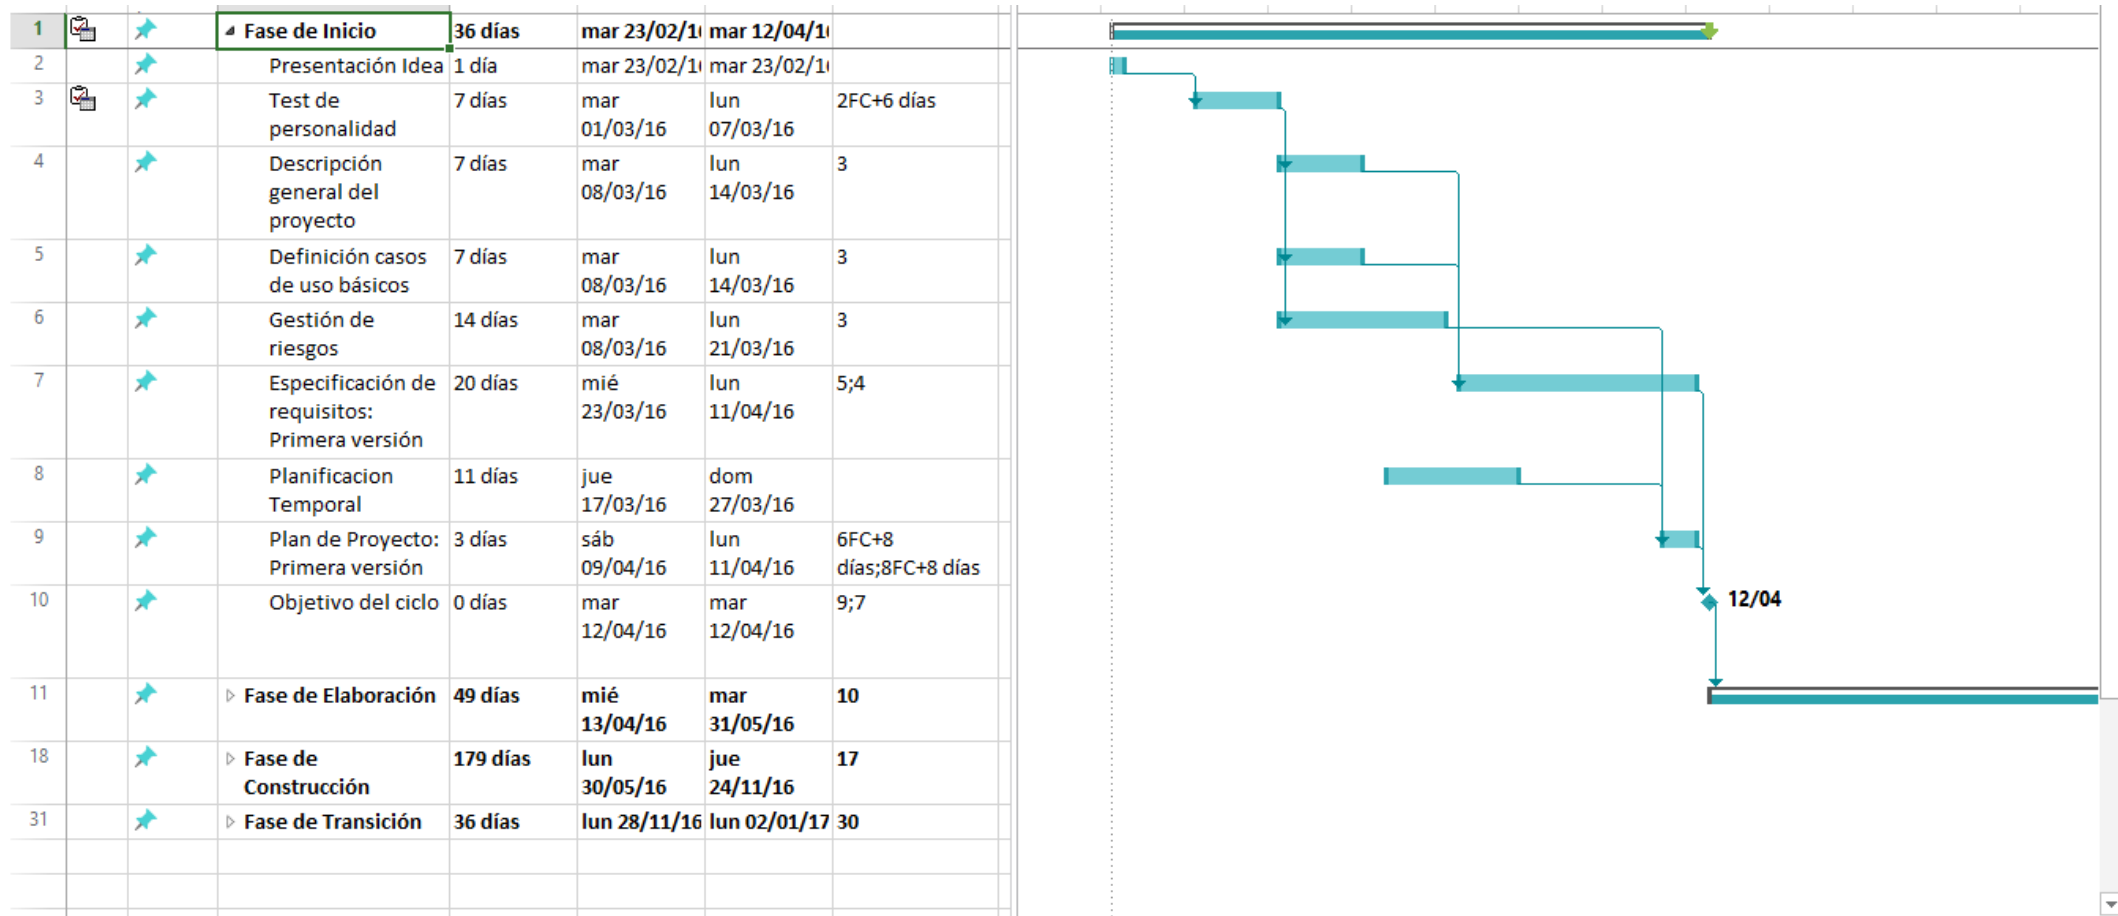 1 Fase de Inicio 36 días mar 23/02/1 mar 12/04/1
2 Presentación Idea 1 día mar 23/02/1 mar 23/02/1
3 Test de 7 días mar lun 2FC+6 días
personalidad 01/03/16 07/03/16
4 Descripción 7 días mar lun 3
general del 08/03/16 14/03/16
proyecto
5 Definición casos 7 días mar lun 3
de uso básicos 08/03/16 14/03/16
6 Gestión de 14 días mar lun 3
riesgos 08/03/16 21/03/16
7 Especificación de 20 días mié lun 5;4
requisitos: 23/03/16 11/04/16
Primera versión
8 Planificacion 11 días jue dom
Temporal 17/03/16 27/03/16
9 Plan de Proyecto: 3 días sáb lun 6FC+8
Primera versión 09/04/16 11/04/16 días;8FC+8 días
10 Objetivo del ciclo 0 días mar mar 9;7 12/04
12/04/16 12/04/16
11 Fase de Elaboración 49 días mié mar 10
13/04/16 31/05/16
18 Fase de 179 días lun jue 17
Construcción 30/05/16 24/11/16
31 Fase de Transición 36 días lun 28/11/16 lun 02/01/17 30